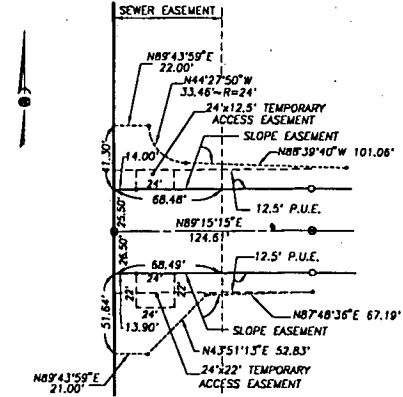 SEWER EASEMENT
N89°43'59"E
22.00'
N44°27'50"W
33.46'~R=24'
24'x12.5' TEMPORARY
ACCESS EASEMENT
SLOPE EASEMENT
N88°39'40"W 101.06'
41.30'
14.00'
24'
68.48'
12.5' P.U.E.
25.50'
N89°15'15"E
124.61'
26.50'
12.5' P.U.E.
68.49'
24'
22'
22'
24'
51.64'
13.90'
N87°48'36"E 67.19'
SLOPE EASEMENT
N43°51'13"E 52.83'
N89°43'59"E
21.00'
24'x22' TEMPORARY
ACCESS EASEMENT